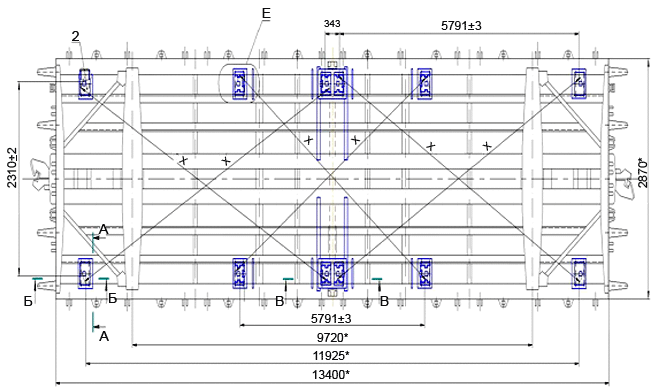 E
2
343
5791±3
X
X
X
X
X
X
2310±2
2870*
A
Б
Б
B
B
A
5791±3
9720*
11925*
13400*